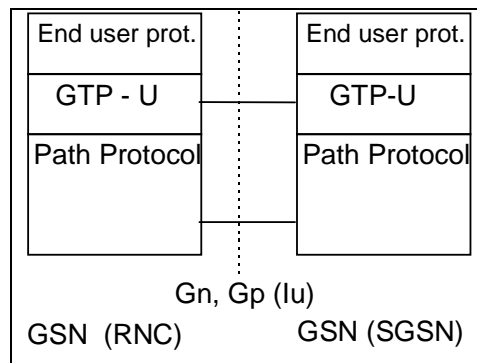 End user prot.
End user prot.
GTP - U
GTP-U
Path Protocol
Path Protocol
Gn, Gp (Iu)
GSN (RNC)
GSN (SGSN)